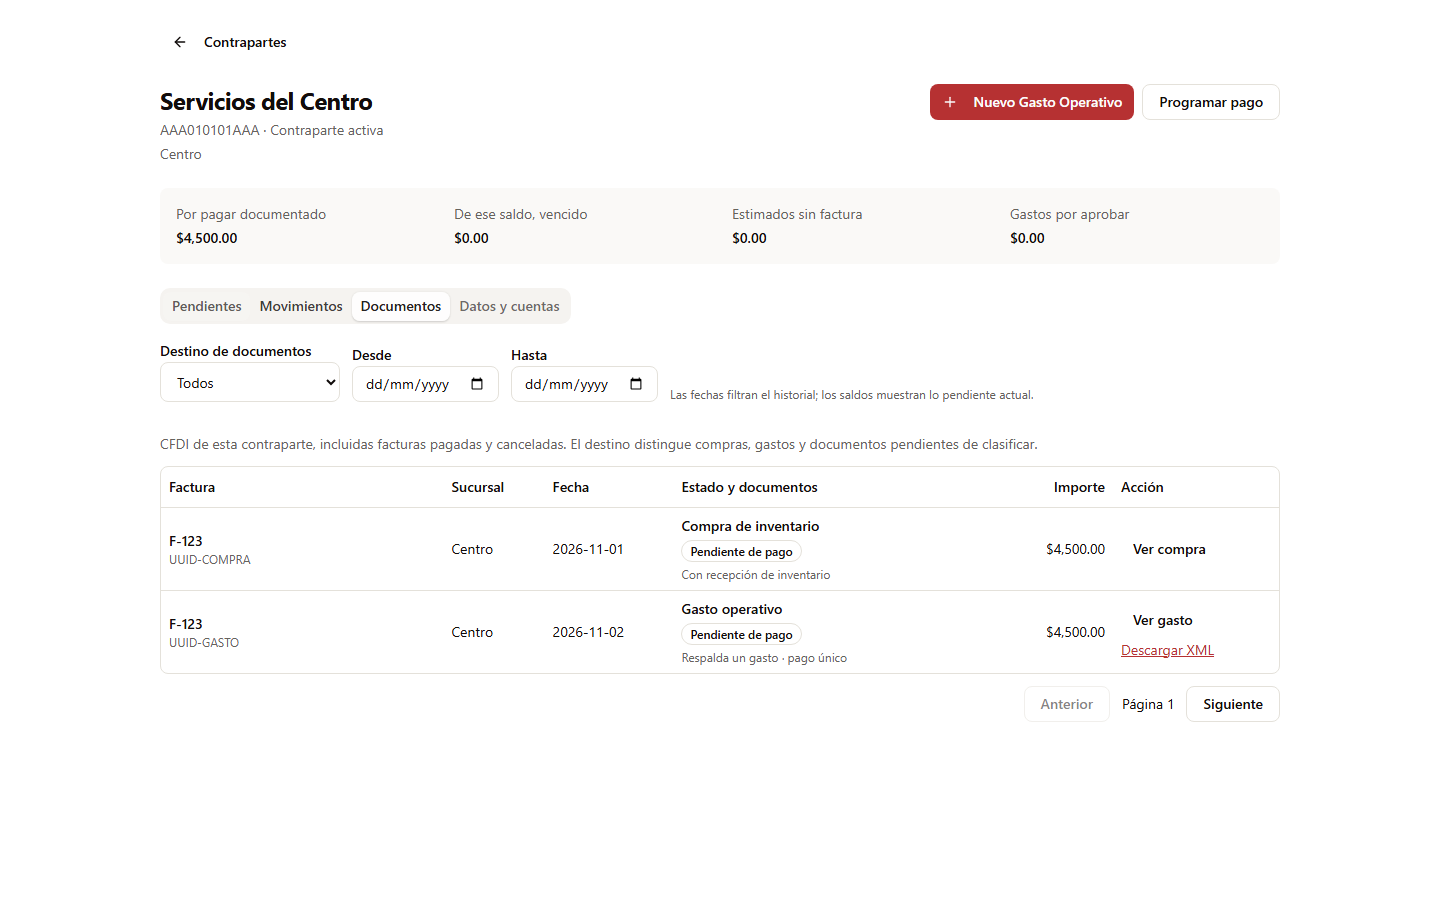 Contrapartes
Servicios del Centro
+ Nuevo Gasto Operativo
Programar pago
AAA010101AAA · Contraparte activa
Centro
Por pagar documentado
$4,500.00
De ese saldo, vencido
$0.00
Estimados sin factura
$0.00
Gastos por aprobar
$0.00
Pendientes
Movimientos
Documentos
Datos y cuentas
Destino de documentos
Todos
Desde
dd/mm/yyyy
Hasta
dd/mm/yyyy
Las fechas filtran el historial; los saldos muestran lo pendiente actual.
CFDI de esta contraparte, incluidas facturas pagadas y canceladas. El destino distingue compras, gastos y documentos pendientes de clasificar.
Factura
Sucursal
Fecha
Estado y documentos
Importe
Acción
F-123
UUID-COMPRA
Centro
2026-11-01
Compra de inventario
Pendiente de pago
Con recepción de inventario
$4,500.00
Ver compra
F-123
UUID-GASTO
Centro
2026-11-02
Gasto operativo
Pendiente de pago
Respalda un gasto · pago único
$4,500.00
Ver gasto
Descargar XML
Anterior
Página 1
Siguiente